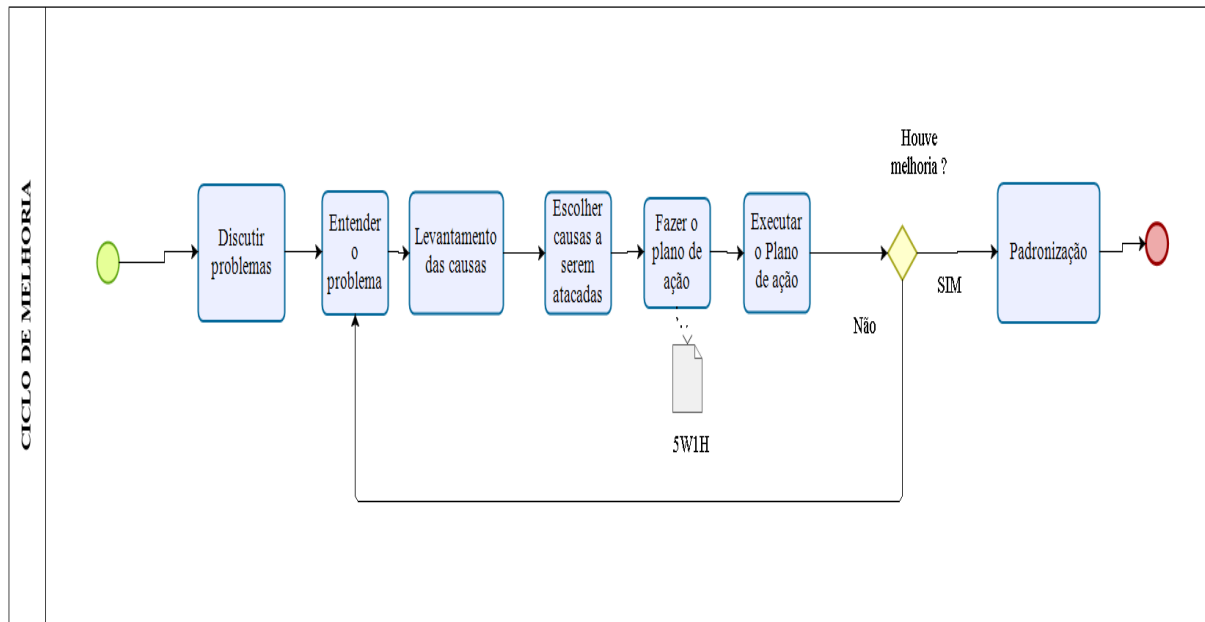 CICLO DE MELHORIA
Discutir
problemas
Entender
o
problema
Levantamento
das causas
Escolher
causas a
serem
atacadas
Fazer o
plano de
ação
5W1H
Executar
o Plano
de ação
Houve
melhoria ?
SIM
Não
Padronização